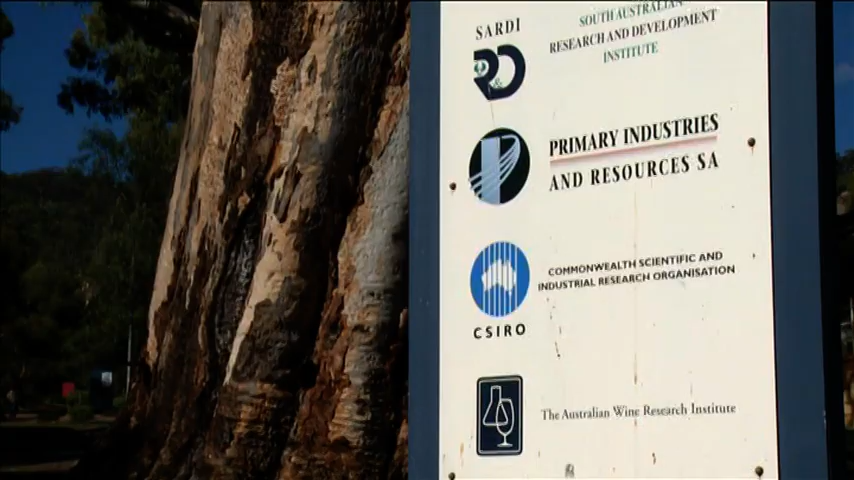 SARDI
SOUTH AUSTRALIAN
RESEARCH AND DEVELOPMENT
INSTITUTE
R&D
PRIMARY INDUSTRIES
AND RESOURCES SA
COMMONWEALTH SCIENTIFIC AND
INDUSTRIAL RESEARCH ORGANISATION
CSIRO
The Australian Wine Research Institute